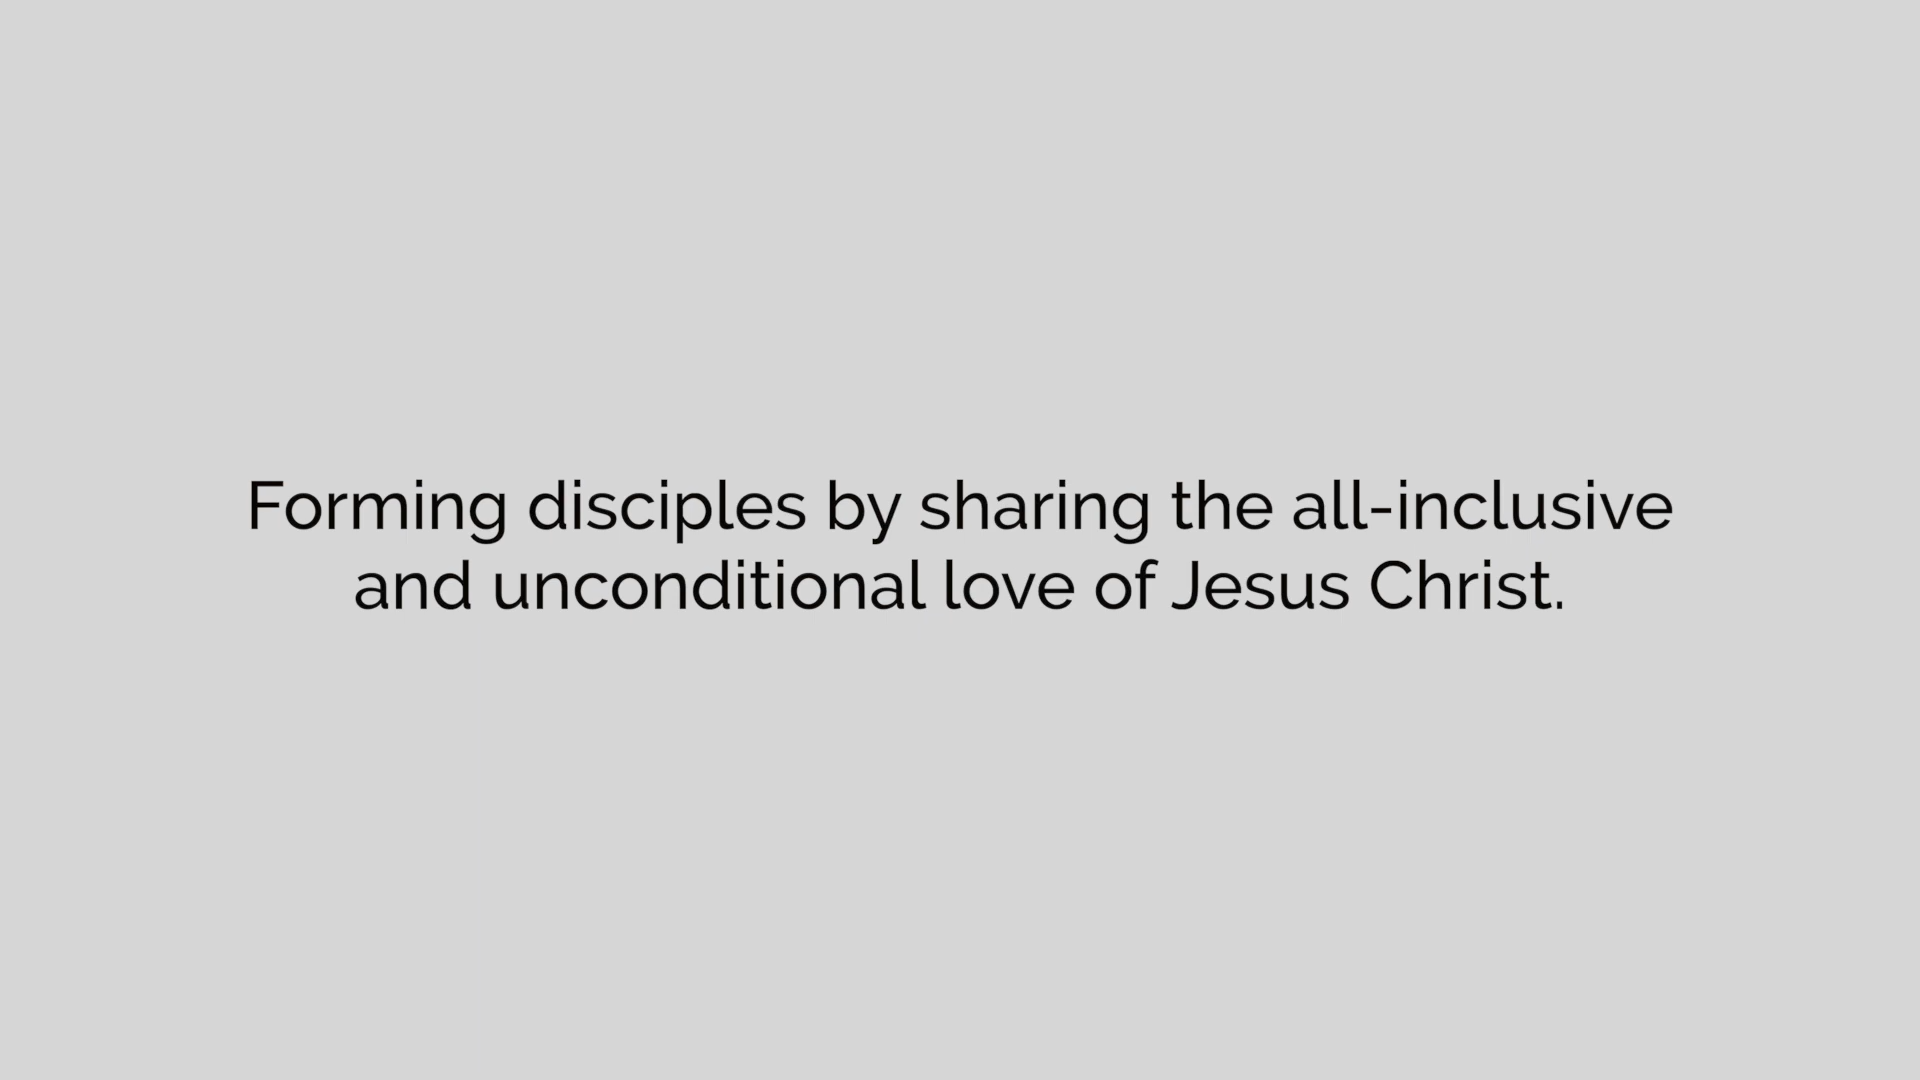 Forming disciples by sharing the all-inclusive
and unconditional love of Jesus Christ.